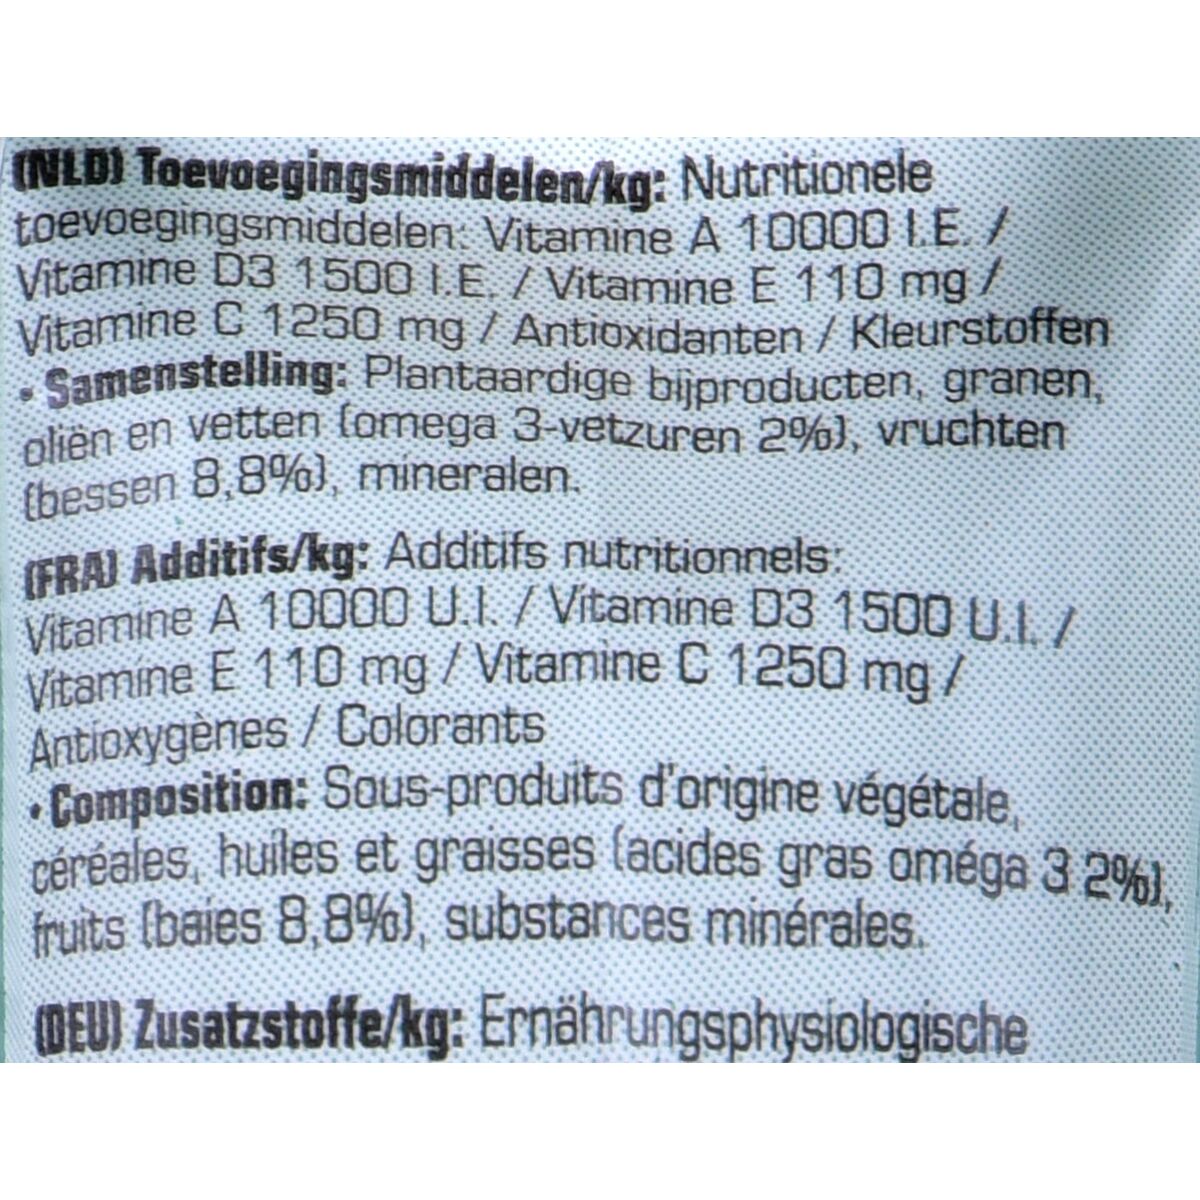 (NLD) Toevoegingsmiddelen/kg: Nutritionele
toevoegingsmiddelen: Vitamine A 10000 I.E. /
Vitamine D3 1500 I.E. / Vitamine E 110 mg /
Vitamine C 1250 mg / Antioxidanten / Kleurstoffen
• Samenstelling: Plantaardige bijproducten, granen,
oliën en vetten (omega 3-vetzuren 2%), vruchten
(bessen 8,8%), mineralen.
(FRA) Additifs/kg: Additifs nutritionnels:
Vitamine A 10000 U.I. / Vitamine D3 1500 U.I. /
Vitamine E 110 mg / Vitamine C 1250 mg /
Antioxygènes / Colorants
• Composition: Sous-produits d'origine végétale,
céréales, huiles et graisses (acides gras oméga 3 2%),
fruits (baies 8,8%), substances minérales.
(DEU) Zusatzstoffe/kg: Ernährungsphysiologische